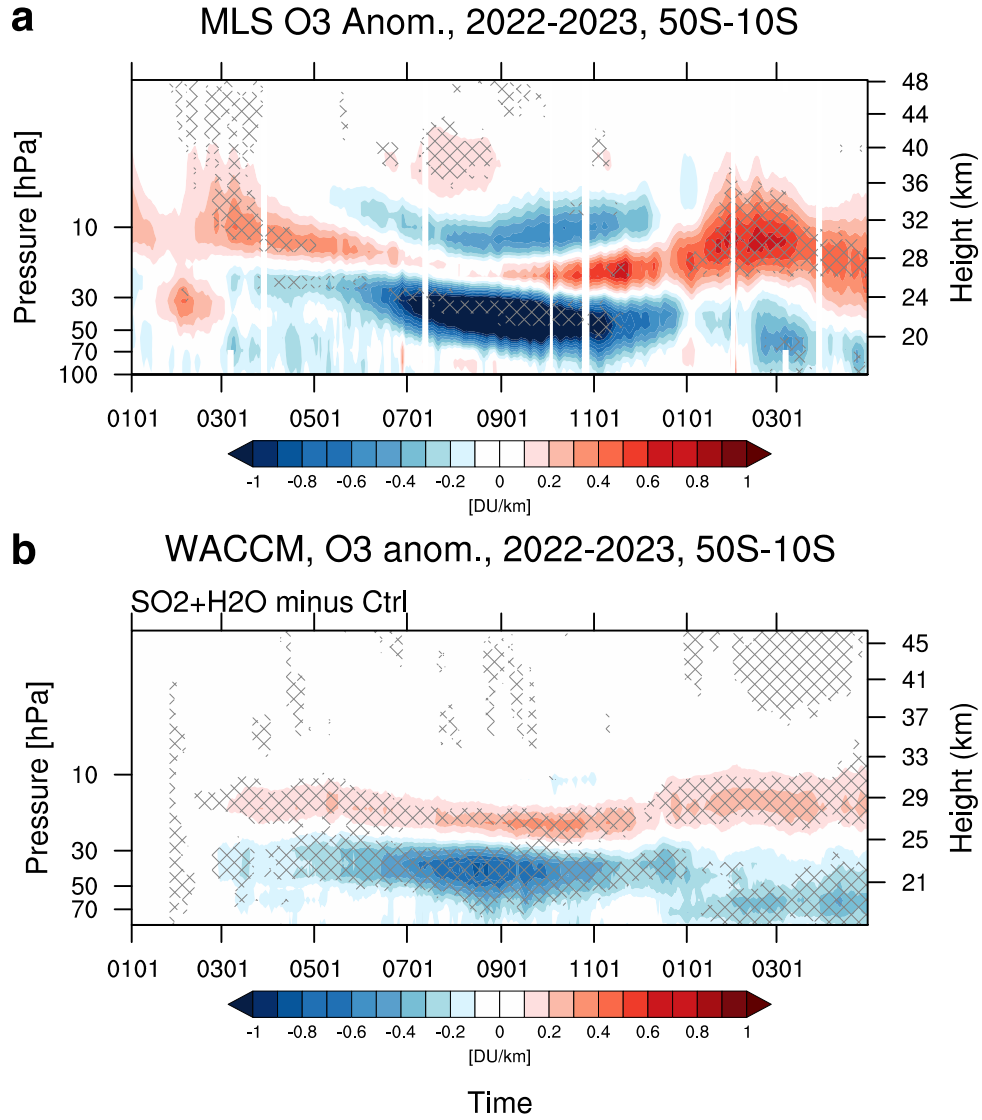 a
MLS O3 Anom., 2022-2023, 50S-10S
Pressure [hPa]
10
30
50
70
100
48
44
40
36
32
28
24
20
Height (km)
0101 0301 0501 0701 0901 1101 0101 0301
-1 -0.8 -0.6 -0.4 -0.2 0 0.2 0.4 0.6 0.8 1
[DU/km]
b
WACCM, O3 anom., 2022-2023, 50S-10S
SO2+H2O minus Ctrl
Pressure [hPa]
10
30
50
70
45
41
37
33
29
25
21
Height (km)
0101 0301 0501 0701 0901 1101 0101 0301
-1 -0.8 -0.6 -0.4 -0.2 0 0.2 0.4 0.6 0.8 1
[DU/km]
Time